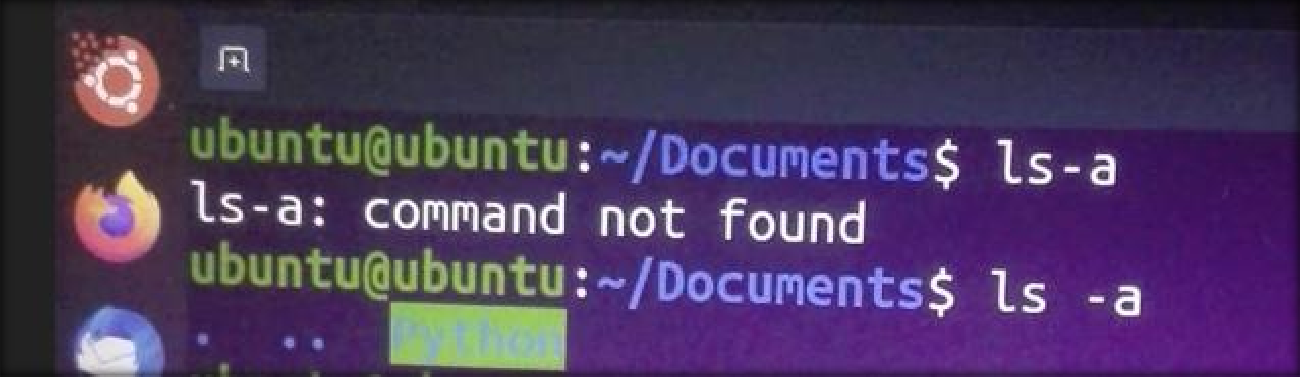 ubuntu@ubuntu:~/Documents$ ls-a
ls-a: command not found
ubuntu@ubuntu:~/Documents$ ls -a
. .. Python